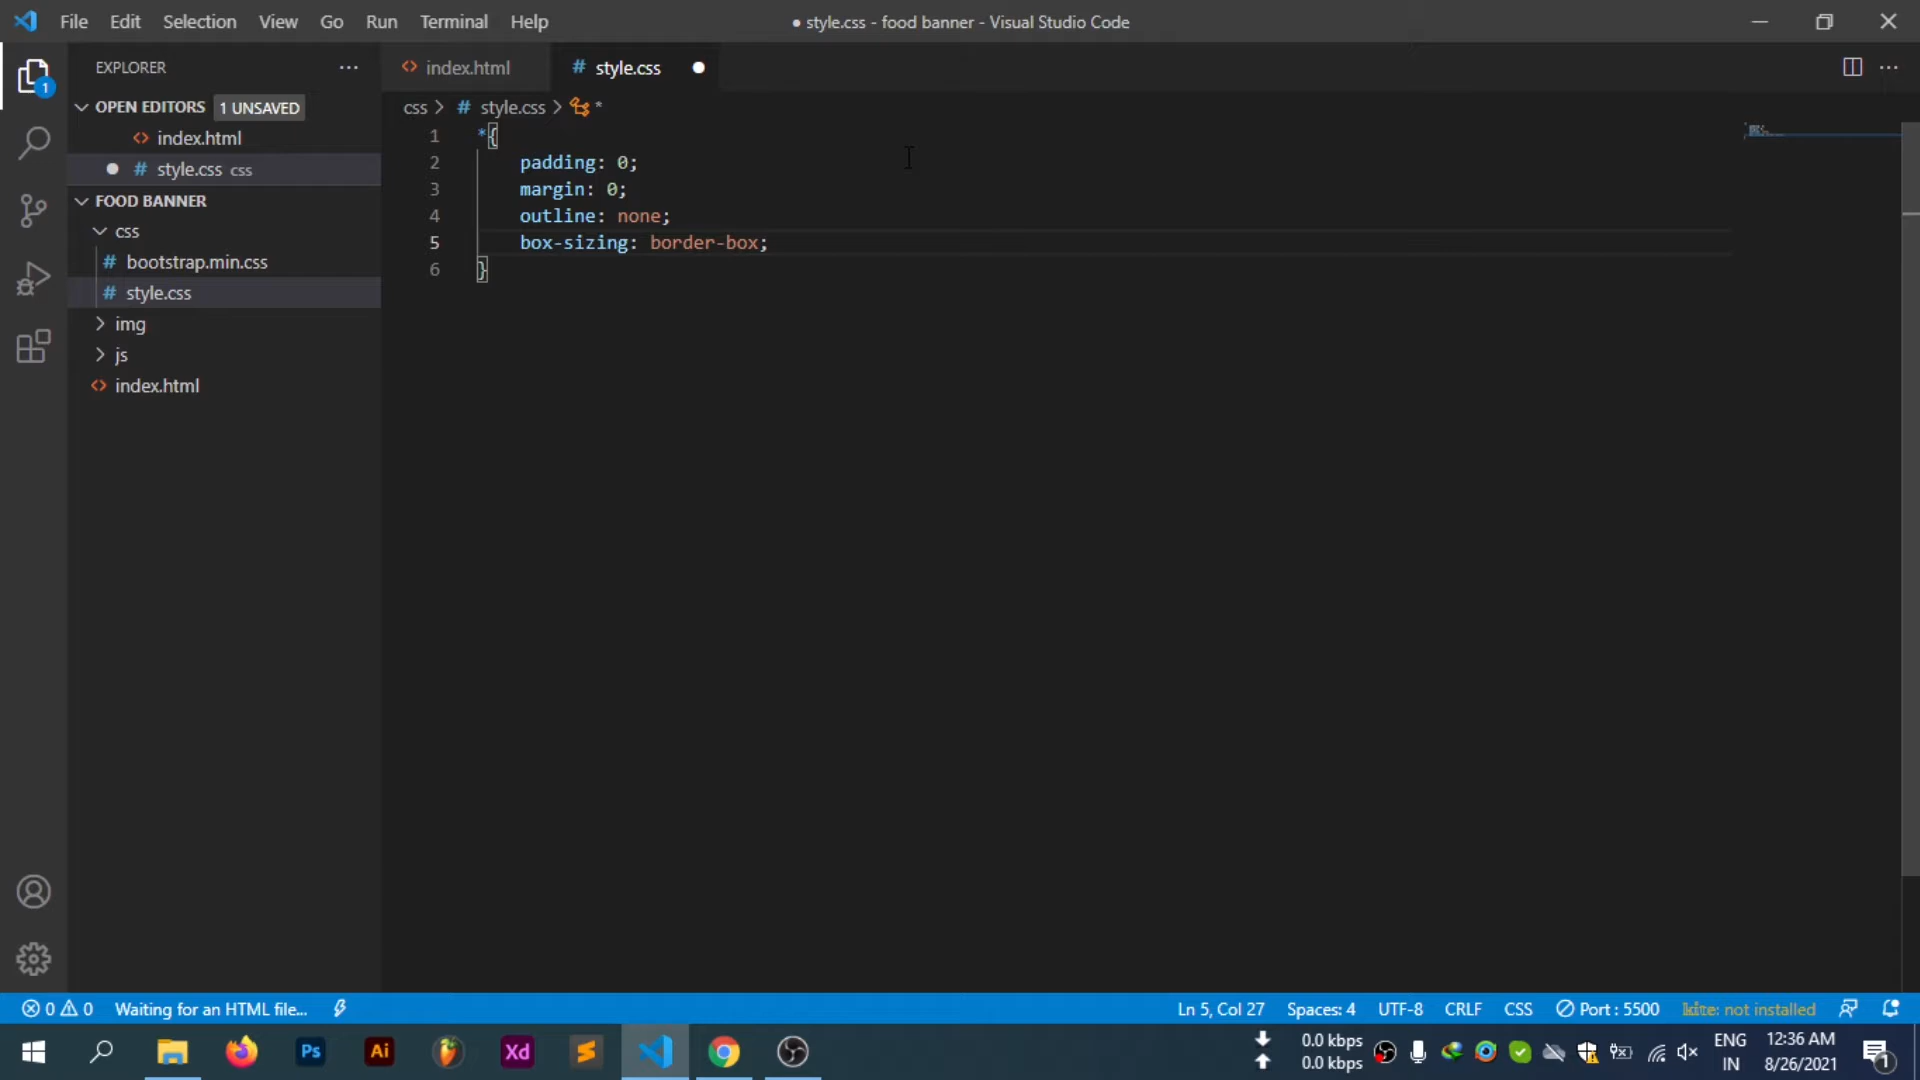 File Edit Selection View Go Run Terminal Help
● style.css - food banner - Visual Studio Code
EXPLORER
OPEN EDITORS 1 UNSAVED
index.html
# style.css css
FOOD BANNER
css
# bootstrap.min.css
# style.css
img
js
index.html
1
index.html
# style.css
css > # style.css > *
1 *{
2 padding: 0;
3 margin: 0;
4 outline: none;
5 box-sizing: border-box;
6 }
0 0 Waiting for an HTML file...
Ln 5, Col 27 Spaces: 4 UTF-8 CRLF CSS Port : 5500 kite: not installed
Ps Ai Xd
0.0 kbps
0.0 kbps
ENG
IN
12:36 AM
8/26/2021
1